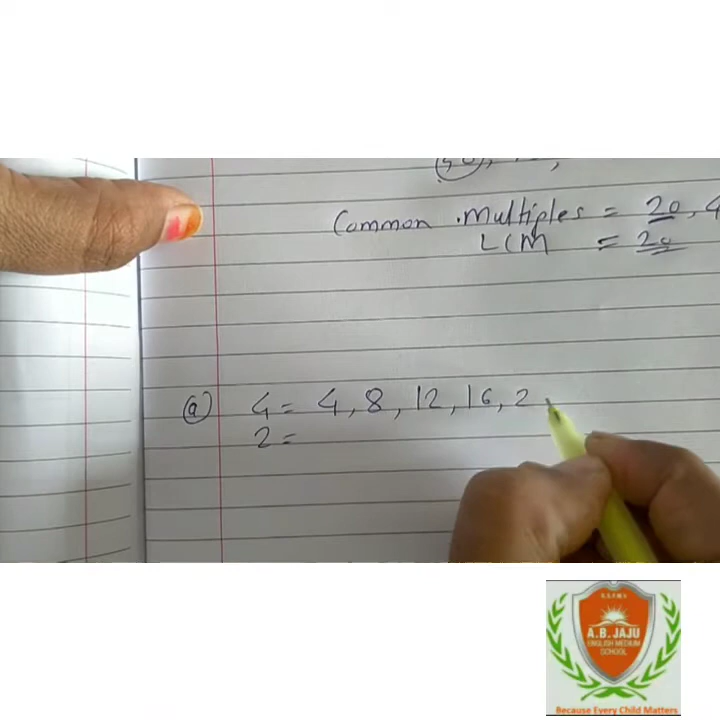 Common Multiples = 20, 4
LCM = 20
(a) 4 = 4, 8, 12, 16, 2
2 =
A.B. JAJU
ENGLISH MEDIUM
SCHOOL
Because Every Child Matters